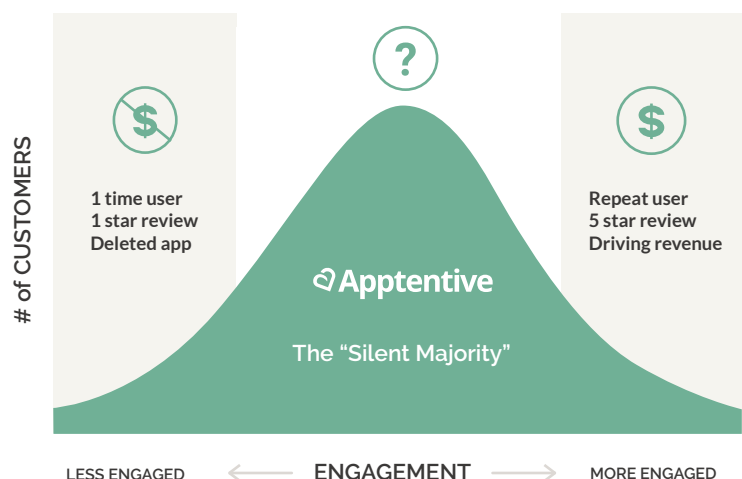 ?
$
$
1 time user
1 star review
Deleted app
Repeat user
5 star review
Driving revenue
# of CUSTOMERS
Apptentive
The “Silent Majority”
LESS ENGAGED
ENGAGEMENT
MORE ENGAGED